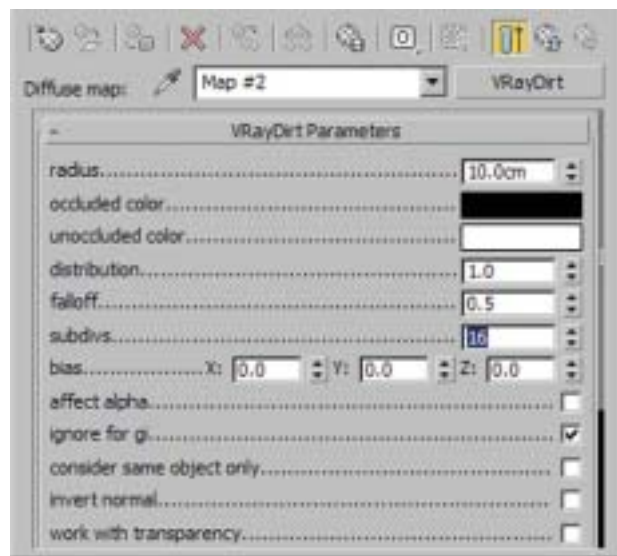 Diffuse map: Map #2 VRayDirt
- VRayDirt Parameters
radius.......................................................... 10.0cm
occluded color..........................................
unoccluded color.......................................
distribution.................................................. 1.0
falloff........................................................... 0.5
subdivs........................................................ 16
bias...................X: 0.0 Y: 0.0 Z: 0.0
affect alpha..................................................
ignore for gi..................................................
consider same object only...........................
invert normal................................................
work with transparency...............................